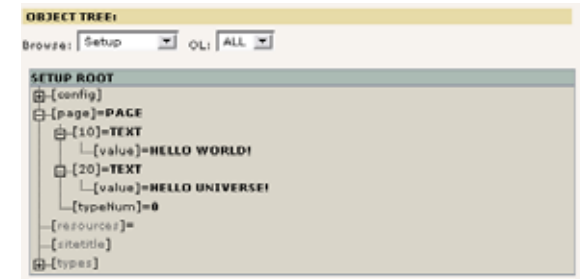 OBJECT TREE:
Browse: Setup OL: ALL
SETUP ROOT
[config]
[page]=PAGE
[10]=TEXT
[value]=HELLO WORLD!
[20]=TEXT
[value]=HELLO UNIVERSE!
[typeNum]=0
[resources]=
[sitetitle]
[types]